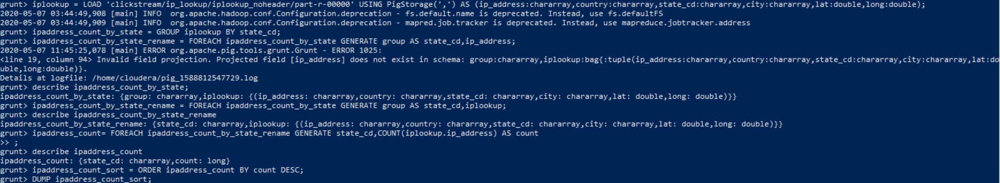 grunt> iplookup = LOAD 'clickstream/ip_lookup/iplookup_noheader/part-r-00000' USING PigStorage(',') AS (ip_address:chararray,country:chararray,state_cd:chararray,city:chararray,lat:double,long:double);
2020-05-07 03:44:49,908 [main] INFO  org.apache.hadoop.conf.Configuration.deprecation - fs.default.name is deprecated. Instead, use fs.defaultFS
2020-05-07 03:44:49,909 [main] INFO  org.apache.hadoop.conf.Configuration.deprecation - mapred.job.tracker is deprecated. Instead, use mapreduce.jobtracker.address
grunt> ipaddress_count_by_state = GROUP iplookup BY state_cd;
grunt> ipaddress_count_by_state_rename = FOREACH ipaddress_count_by_state GENERATE group AS state_cd,ip_address;
2020-05-07 11:45:25,078 [main] ERROR org.apache.pig.tools.grunt.Grunt - ERROR 1025:
<line 19, column 94> Invalid field projection. Projected field [ip_address] does not exist in schema: group:chararray,iplookup:bag{:tuple(ip_address:chararray,country:chararray,state_cd:chararray,city:chararray,lat:do
uble,long:double)}.
Details at logfile: /home/cloudera/pig_1588812547729.log
grunt> describe ipaddress_count_by_state;
ipaddress_count_by_state: {group: chararray,iplookup: {(ip_address: chararray,country: chararray,state_cd: chararray,city: chararray,lat: double,long: double)}}
grunt> ipaddress_count_by_state_rename = FOREACH ipaddress_count_by_state GENERATE group AS state_cd,iplookup;
grunt> describe ipaddress_count_by_state_rename
ipaddress_count_by_state_rename: {state_cd: chararray,iplookup: {(ip_address: chararray,country: chararray,state_cd: chararray,city: chararray,lat: double,long: double)}}
grunt> ipaddress_count= FOREACH ipaddress_count_by_state_rename GENERATE state_cd,COUNT(iplookup.ip_address) AS count
>> ;
grunt> describe ipaddress_count
ipaddress_count: {state_cd: chararray,count: long}
grunt> ipaddress_count_sort = ORDER ipaddress_count BY count DESC;
grunt> DUMP ipaddress_count_sort;